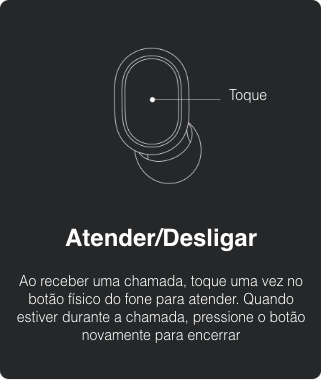 Toque
Atender/Desligar
Ao receber uma chamada, toque uma vez no
botão físico do fone para atender. Quando
estiver durante a chamada, pressione o botão
novamente para encerrar